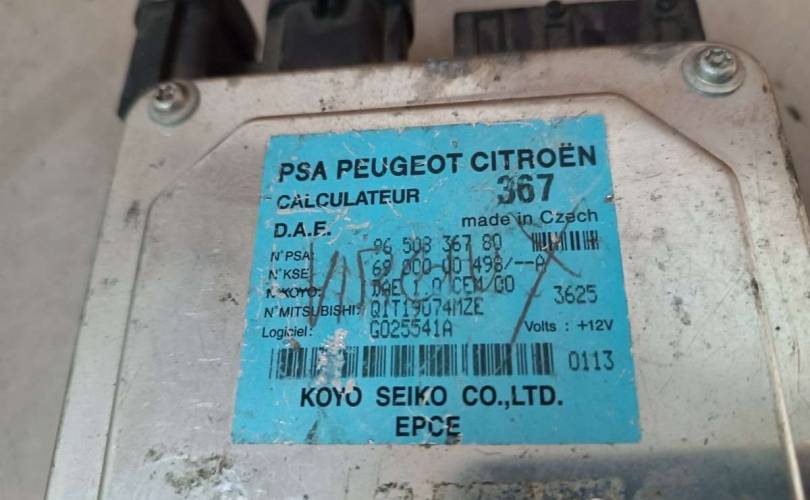 PSA PEUGEOT CITROËN
CALCULATEUR 367
D.A.E. made in Czech
N°PSA: 96 508 367 80
N°KSE: 69 000 00 498/--A
N°KOYO: DAE 1.0 CEM 00 3625
N°MITSUBISHI: Q1T19074MZE
Logiciel: G025541A Volts : +12V
0113
KOYO SEIKO CO.,LTD.
EPCE